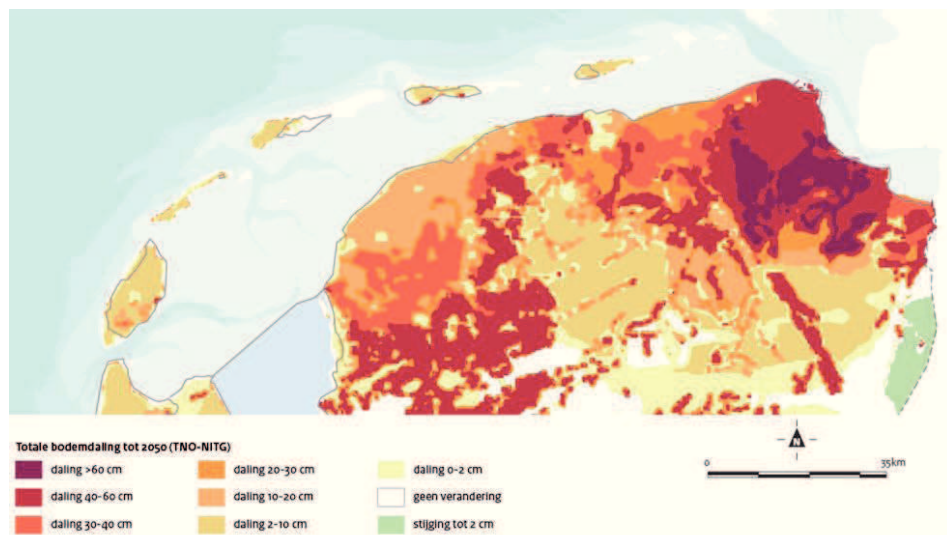 Totale bodemdaling tot 2050 (TNO-NITG)
daling >60 cm
daling 40-60 cm
daling 30-40 cm
daling 20-30 cm
daling 10-20 cm
daling 2-10 cm
daling 0-2 cm
geen verandering
stijging tot 2 cm
N
0 35km